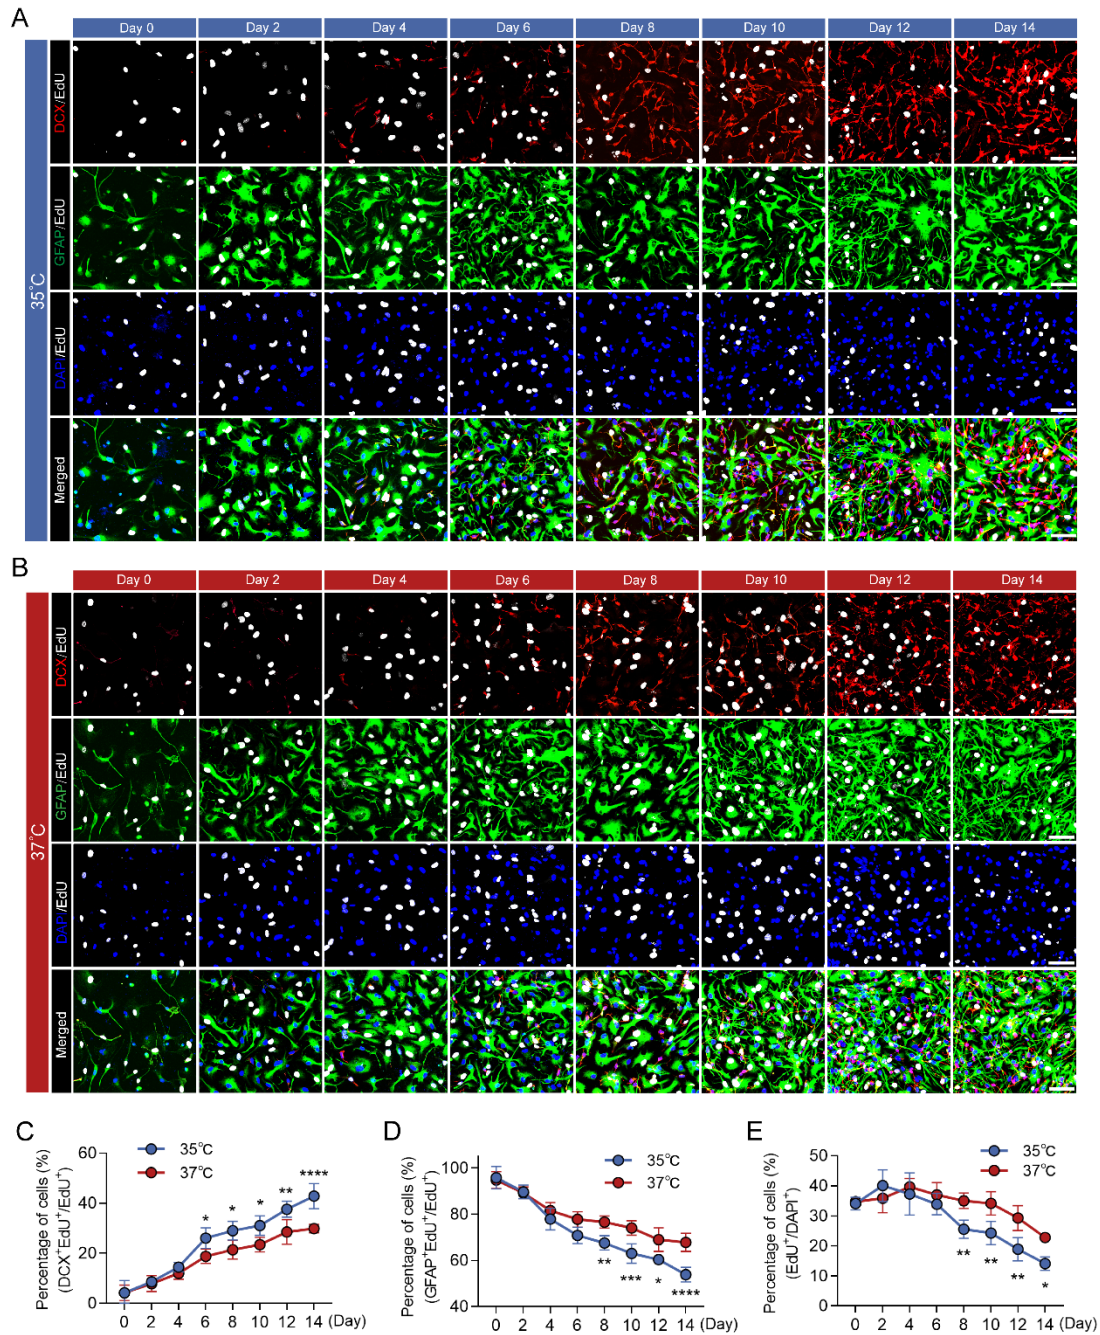 A
Day 0 Day 2 Day 4 Day 6 Day 8 Day 10 Day 12 Day 14
35°C
DCX/EdU
GFAP/EdU
DAPI/EdU
Merged
B
Day 0 Day 2 Day 4 Day 6 Day 8 Day 10 Day 12 Day 14
37°C
DCX/EdU
GFAP/EdU
DAPI/EdU
Merged
C
Percentage of cells (%)
(DCX⁺EdU⁺/EdU⁺)
35°C
37°C
60
40
20
0
* * * ** ****
0 2 4 6 8 10 12 14 (Day)
D
Percentage of cells (%)
(GFAP⁺EdU⁺/EdU⁺)
35°C
37°C
100
80
60
40
** *** * ****
0 2 4 6 8 10 12 14 (Day)
E
Percentage of cells (%)
(EdU⁺/DAPI⁺)
35°C
37°C
50
40
30
20
10
0
** ** ** *
0 2 4 6 8 10 12 14 (Day)